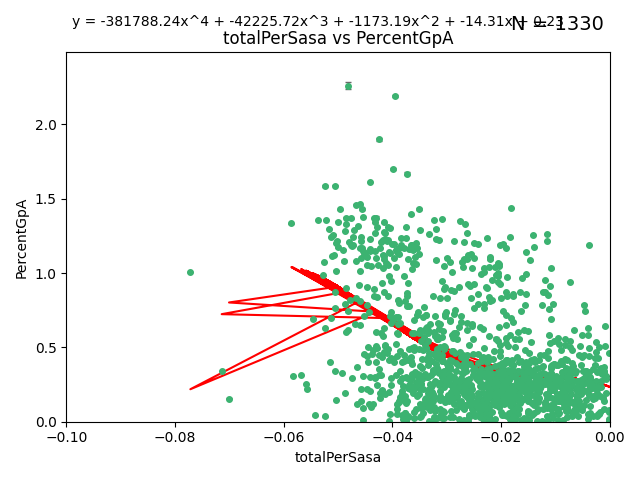 y = -381788.24x^4 + -42225.72x^3 + -1173.19x^2 + -14.31x + 0.23
N = 1330
totalPerSasa vs PercentGpA
PercentGpA
2.0
1.5
1.0
0.5
0.0
−0.10 −0.08 −0.06 −0.04 −0.02 0.00
totalPerSasa